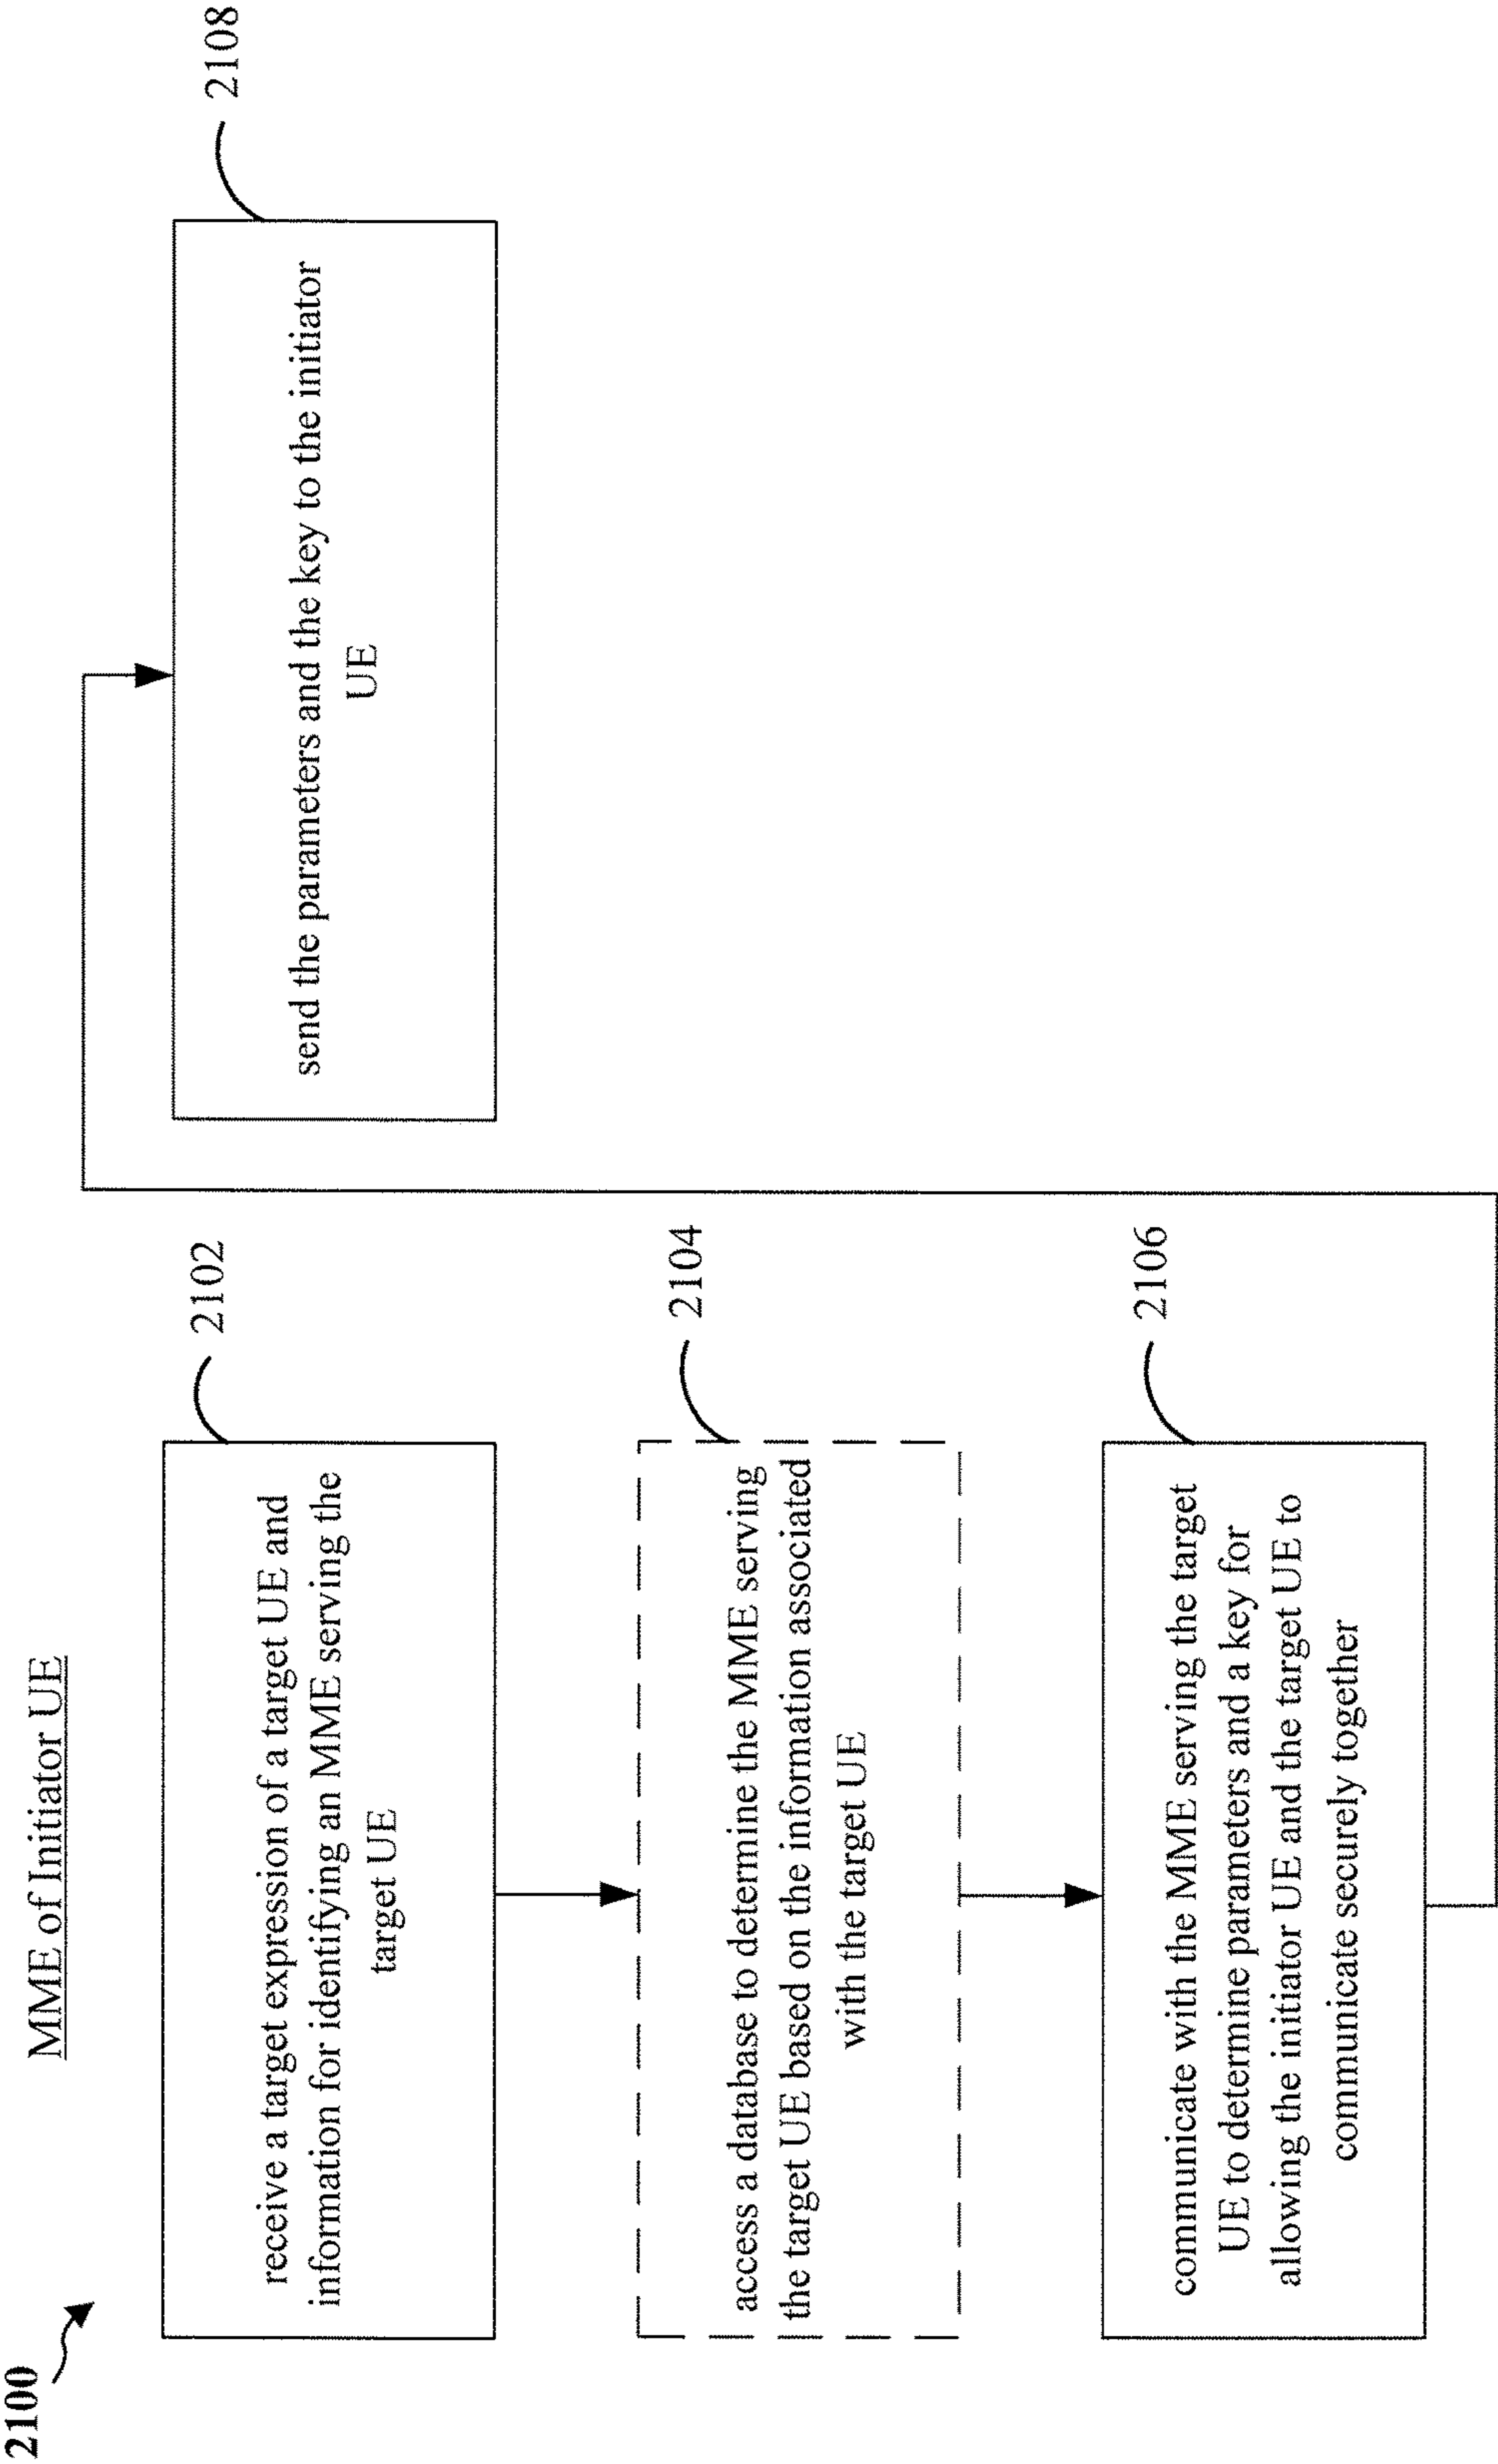 2100
MME of Initiator UE
2102
receive a target expression of a target UE and
information for identifying an MME serving the
target UE
2104
access a database to determine the MME serving
the target UE based on the information associated
with the target UE
2106
communicate with the MME serving the target
UE to determine parameters and a key for
allowing the initiator UE and the target UE to
communicate securely together
2108
send the parameters and the key to the initiator
UE